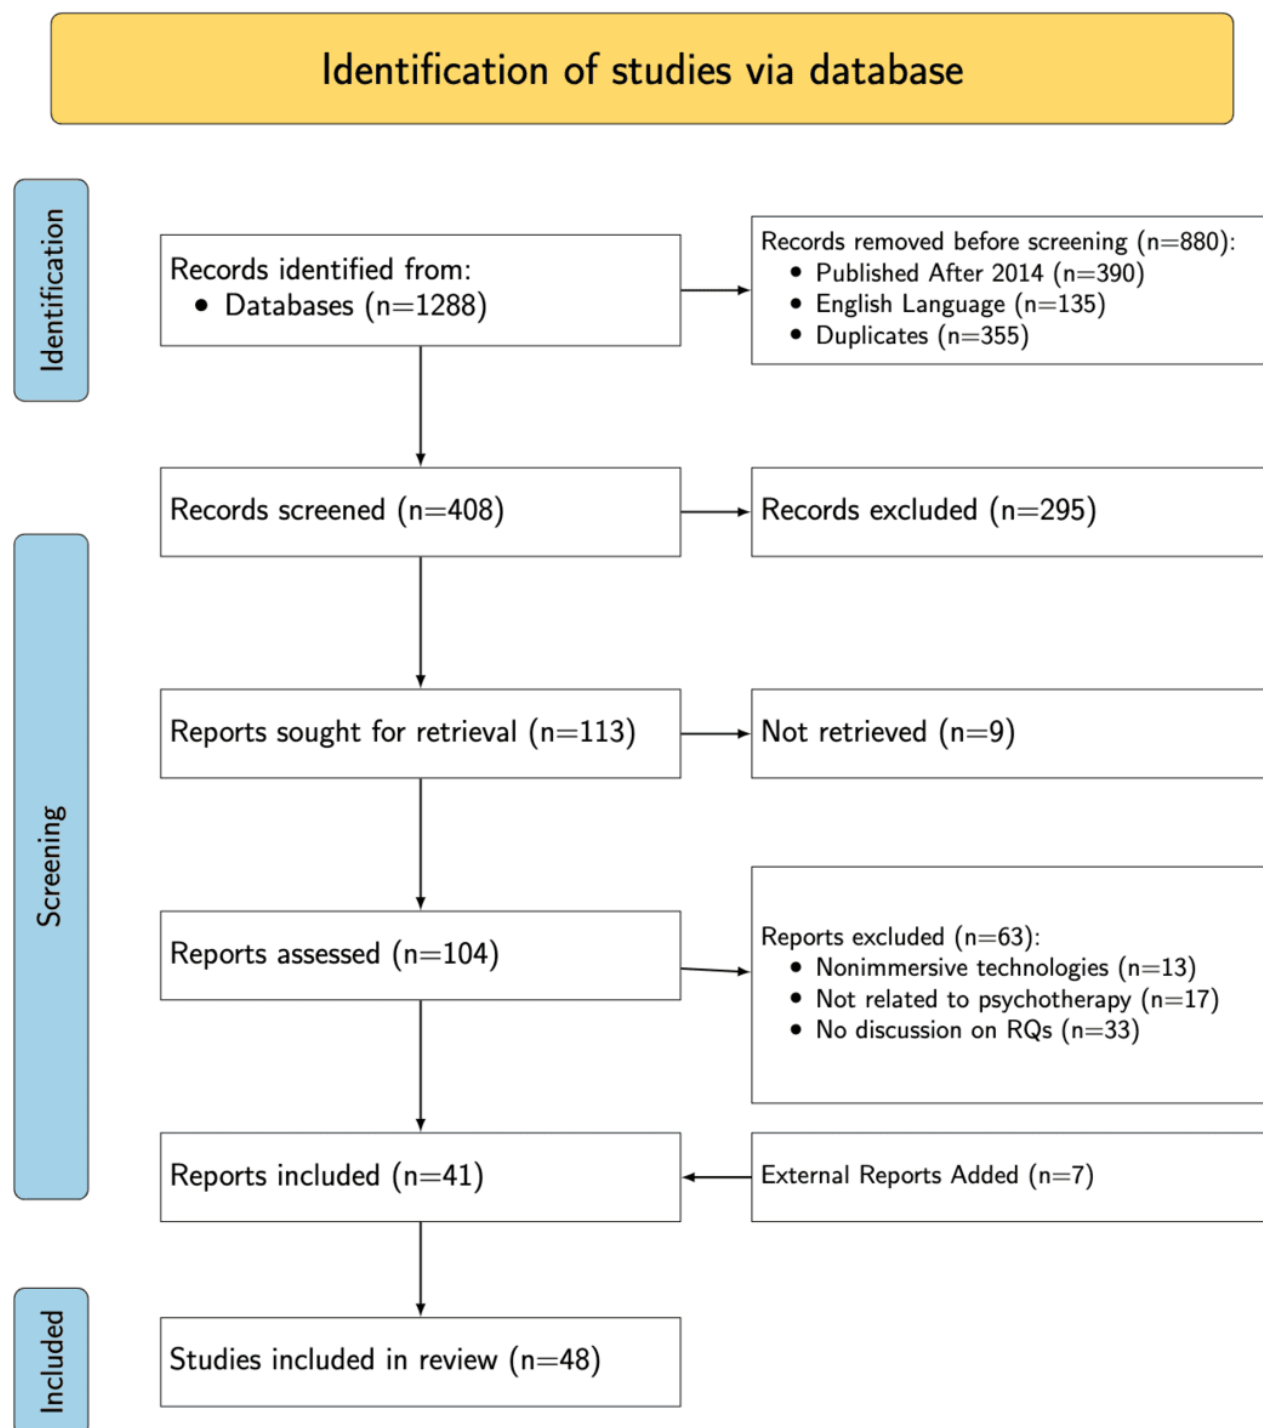 Identification of studies via database
Identification
Records identified from:
• Databases (n=1288)
Records removed before screening (n=880):
• Published After 2014 (n=390)
• English Language (n=135)
• Duplicates (n=355)
Screening
Records screened (n=408)
Records excluded (n=295)
Reports sought for retrieval (n=113)
Not retrieved (n=9)
Reports assessed (n=104)
Reports excluded (n=63):
• Nonimmersive technologies (n=13)
• Not related to psychotherapy (n=17)
• No discussion on RQs (n=33)
Reports included (n=41)
External Reports Added (n=7)
Included
Studies included in review (n=48)